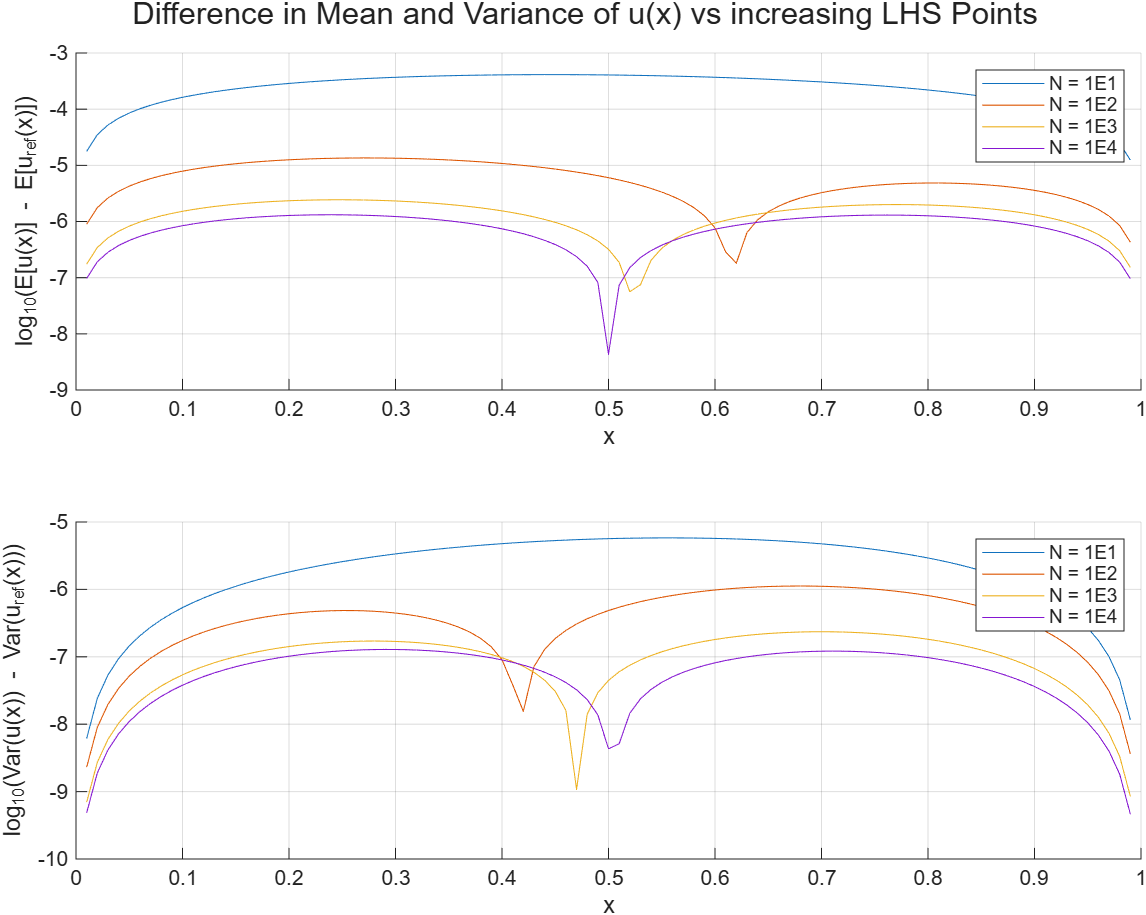 Difference in Mean and Variance of u(x) vs increasing LHS Points
log₁₀(E[u(x)] - E[u_ref(x)])
-3
-4
-5
-6
-7
-8
-9
N = 1E1
N = 1E2
N = 1E3
N = 1E4
0 0.1 0.2 0.3 0.4 0.5 0.6 0.7 0.8 0.9 1
x
log₁₀(Var(u(x)) - Var(u_ref(x)))
-5
-6
-7
-8
-9
-10
N = 1E1
N = 1E2
N = 1E3
N = 1E4
0 0.1 0.2 0.3 0.4 0.5 0.6 0.7 0.8 0.9 1
x